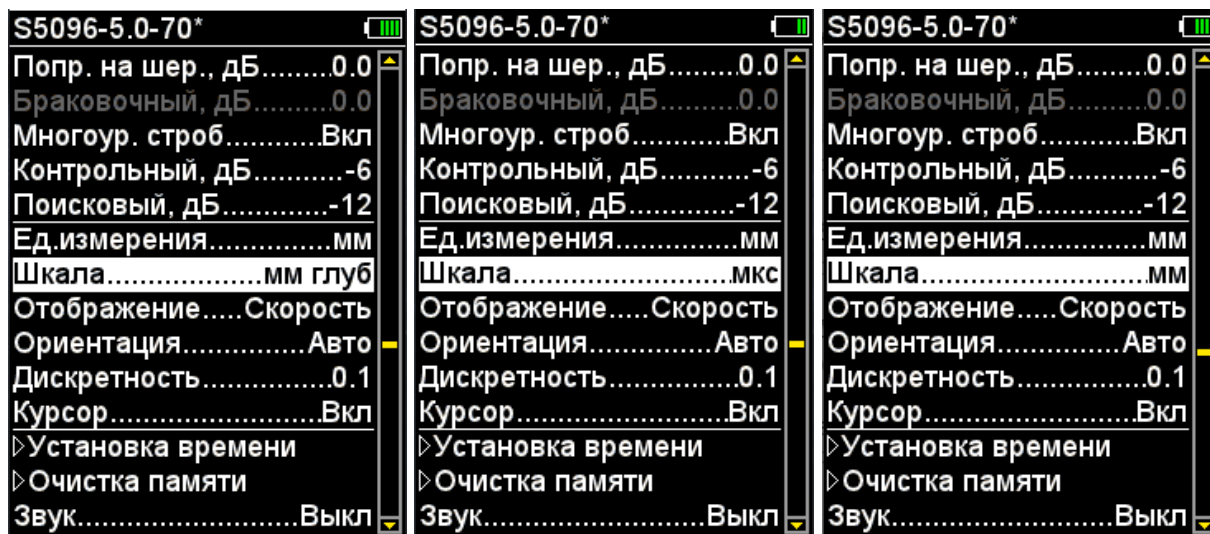 S5096-5.0-70*
Попр. на шер., дБ.........0.0
Браковочный, дБ..........0.0
Многоур. строб............Вкл
Контрольный, дБ...........-6
Поисковый, дБ.............-12
Ед.измерения...............мм
Шкала...................мм глуб
Отображение.....Скорость
Ориентация...............Авто
Дискретность................0.1
Курсор..........................Вкл
▷Установка времени
▷Очистка памяти
Звук...........................Выкл
S5096-5.0-70*
Попр. на шер., дБ.........0.0
Браковочный, дБ..........0.0
Многоур. строб............Вкл
Контрольный, дБ...........-6
Поисковый, дБ.............-12
Ед.измерения...............мм
Шкала..........................мкс
Отображение.....Скорость
Ориентация...............Авто
Дискретность................0.1
Курсор..........................Вкл
▷Установка времени
▷Очистка памяти
Звук...........................Выкл
S5096-5.0-70*
Попр. на шер., дБ.........0.0
Браковочный, дБ..........0.0
Многоур. строб............Вкл
Контрольный, дБ...........-6
Поисковый, дБ.............-12
Ед.измерения...............мм
Шкала............................мм
Отображение.....Скорость
Ориентация...............Авто
Дискретность................0.1
Курсор..........................Вкл
▷Установка времени
▷Очистка памяти
Звук...........................Выкл